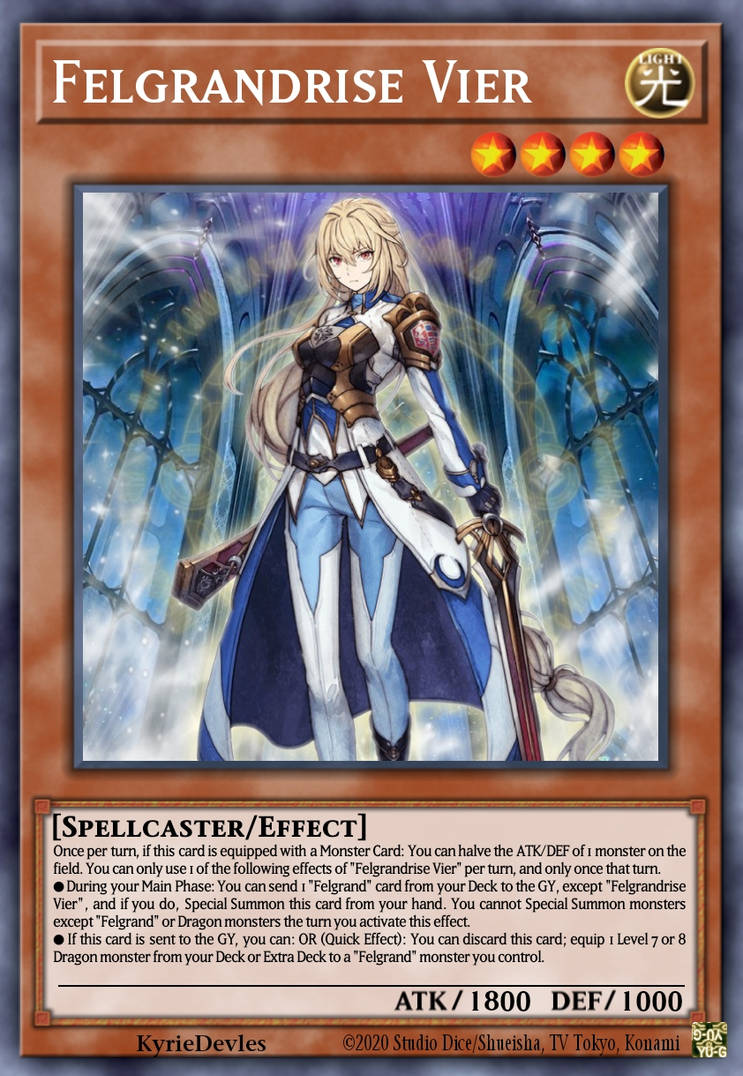 FELGRANDRISE VIER
LIGHT
光
[SPELLCASTER/EFFECT]
Once per turn, if this card is equipped with a Monster Card: You can halve the ATK/DEF of 1 monster on the
field. You can only use 1 of the following effects of "Felgrandrise Vier" per turn, and only once that turn.
● During your Main Phase: You can send 1 "Felgrand" card from your Deck to the GY, except "Felgrandrise
Vier", and if you do, Special Summon this card from your hand. You cannot Special Summon monsters
except "Felgrand" or Dragon monsters the turn you activate this effect.
● If this card is sent to the GY, you can: OR (Quick Effect): You can discard this card; equip 1 Level 7 or 8
Dragon monster from your Deck or Extra Deck to a "Felgrand" monster you control.
ATK / 1800 DEF / 1000
KyrieDevles ©2020 Studio Dice/Shueisha, TV Tokyo, Konami